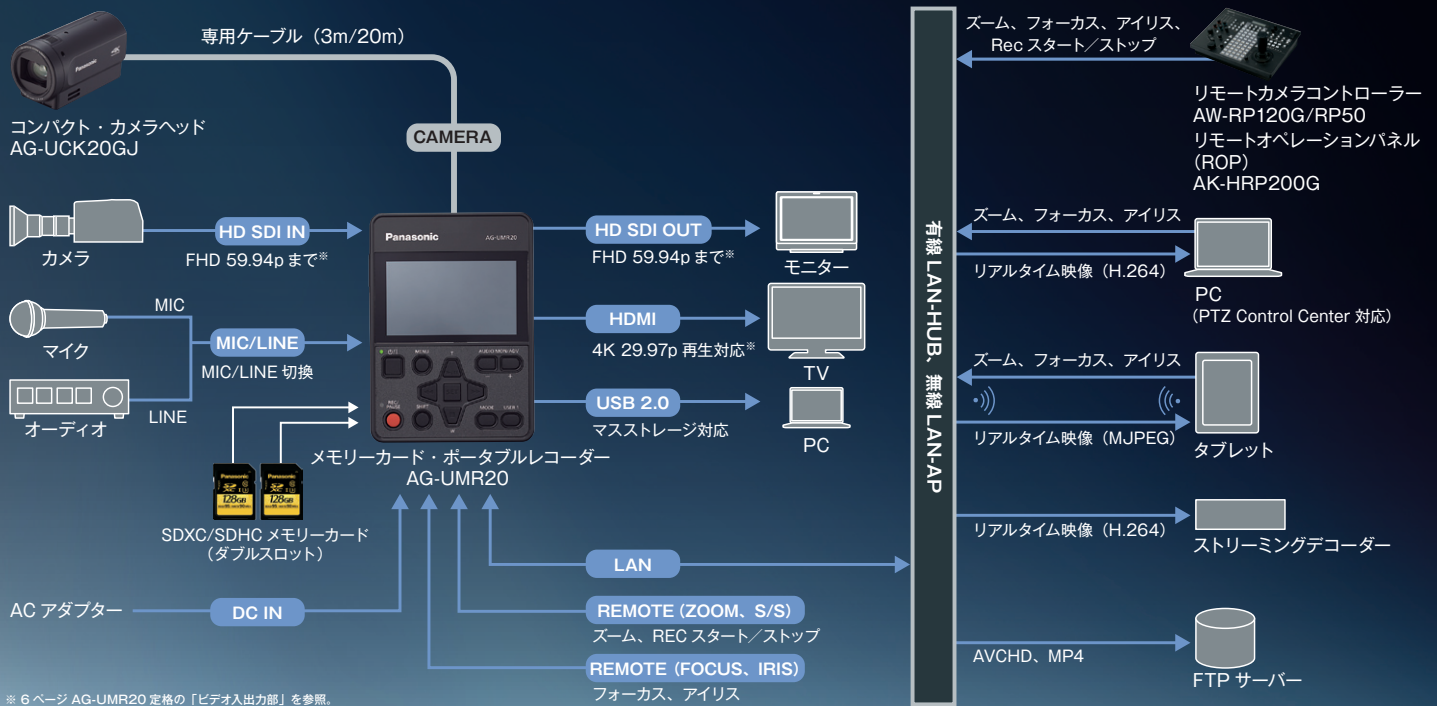 専用ケーブル（3m/20m）
コンパクト・カメラヘッド
AG-UCK20GJ
CAMERA
HD SDI IN
FHD 59.94p まで※
カメラ
MIC
マイク
MIC/LINE
MIC/LINE 切換
LINE
オーディオ
SDXC/SDHC メモリーカード
（ダブルスロット）
AC アダプター
DC IN
Panasonic
AG-UMR20
MENU
REC/
PAUSE
SHIFT
メモリーカード・ポータブルレコーダー
AG-UMR20
Panasonic
128GB
Panasonic
128GB
HD SDI OUT
FHD 59.94p まで※
モニター
HDMI
4K 29.97p 再生対応※
TV
USB 2.0
マスストレージ対応
PC
LAN
REMOTE (ZOOM、S/S)
ズーム、REC スタート／ストップ
REMOTE (FOCUS、IRIS)
フォーカス、アイリス
有線 LAN-HUB、無線 LAN-AP
ズーム、フォーカス、アイリス、
Rec スタート／ストップ
リモートカメラコントローラー
AW-RP120G/RP50
リモートオペレーションパネル
(ROP)
AK-HRP200G
ズーム、フォーカス、アイリス
リアルタイム映像（H.264）
PC
（PTZ Control Center 対応）
ズーム、フォーカス、アイリス
リアルタイム映像（MJPEG）
タブレット
リアルタイム映像（H.264）
ストリーミングデコーダー
AVCHD、MP4
FTP サーバー
※ 6 ページ AG-UMR20 定格の「ビデオ入出力部」を参照。